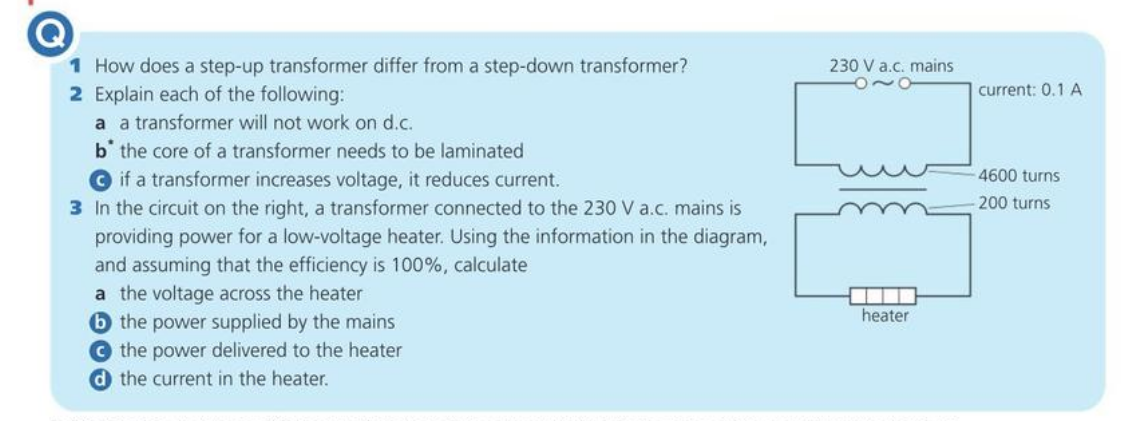 Q
1 How does a step-up transformer differ from a step-down transformer?
2 Explain each of the following:
a a transformer will not work on d.c.
b* the core of a transformer needs to be laminated
c if a transformer increases voltage, it reduces current.
3 In the circuit on the right, a transformer connected to the 230 V a.c. mains is
providing power for a low-voltage heater. Using the information in the diagram,
and assuming that the efficiency is 100%, calculate
a the voltage across the heater
b the power supplied by the mains
c the power delivered to the heater
d the current in the heater.
230 V a.c. mains
~
current: 0.1 A
4600 turns
200 turns
heater